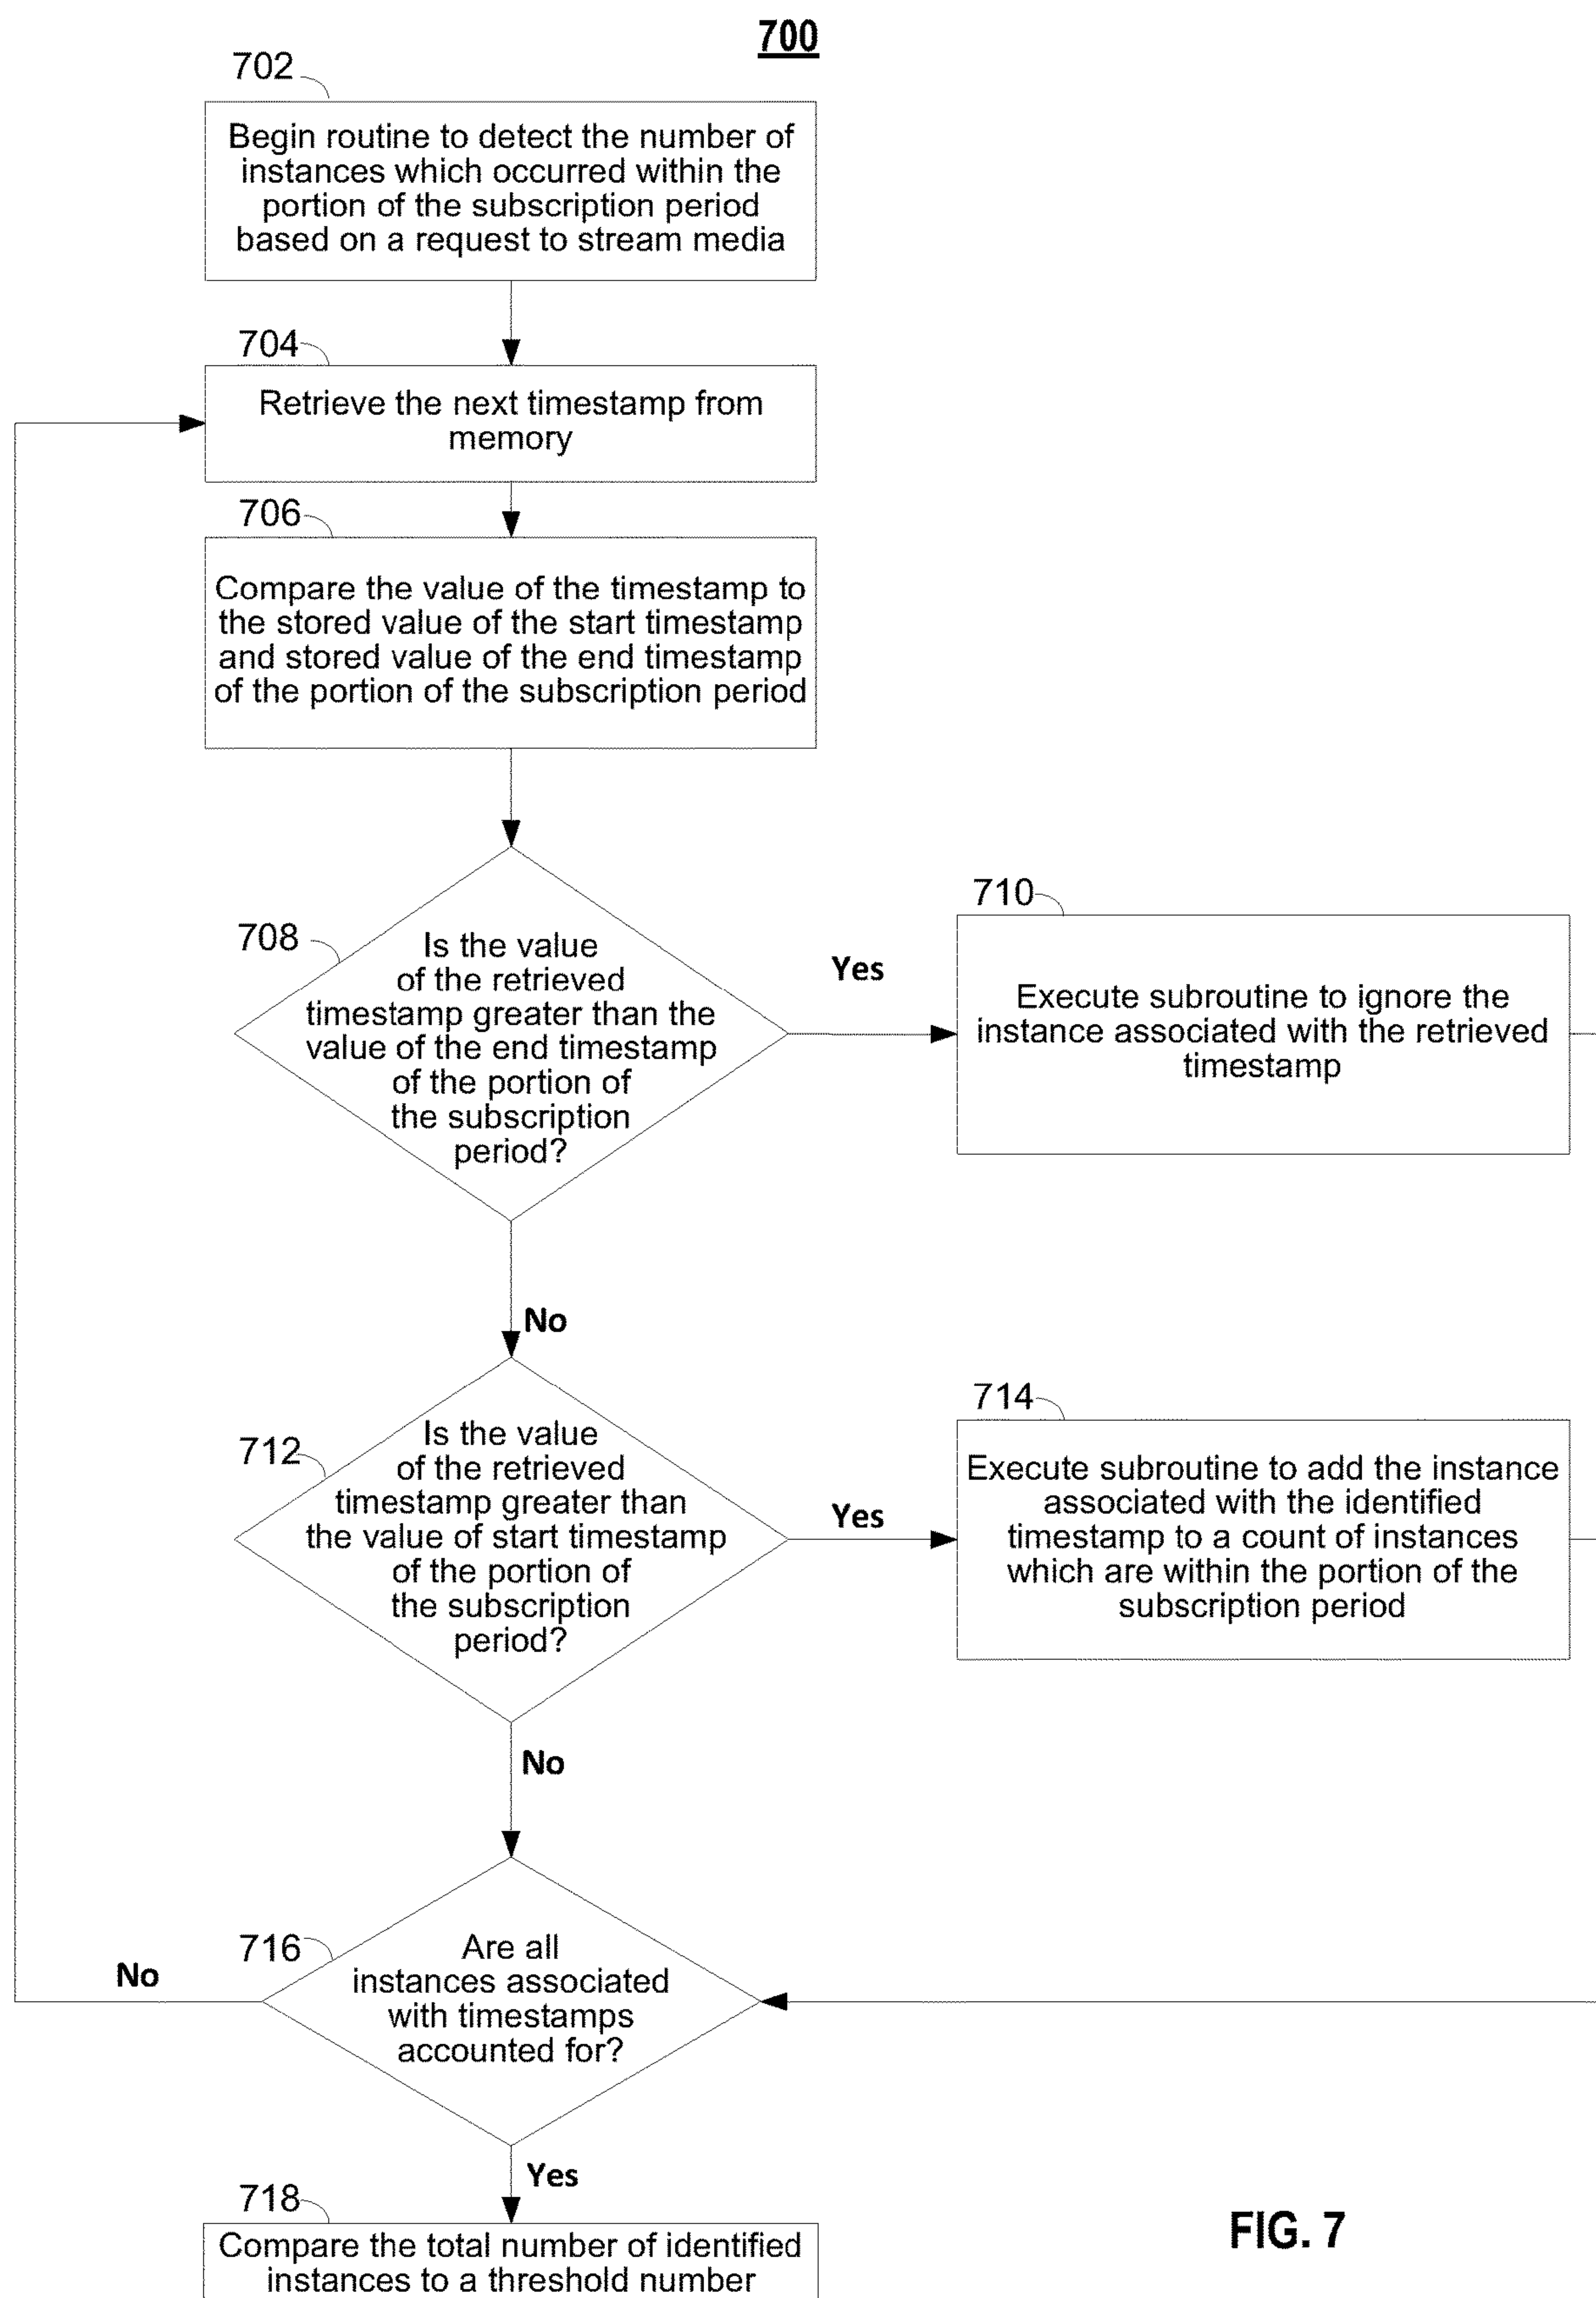 700
702
Begin routine to detect the number of
instances which occurred within the
portion of the subscription period
based on a request to stream media
704
Retrieve the next timestamp from
memory
706
Compare the value of the timestamp to
the stored value of the start timestamp
and stored value of the end timestamp
of the portion of the subscription period
708
Is the value
of the retrieved
timestamp greater than the
value of the end timestamp
of the portion of
the subscription
period?
Yes
710
Execute subroutine to ignore the
instance associated with the retrieved
timestamp
No
712
Is the value
of the retrieved
timestamp greater than
the value of start timestamp
of the portion of
the subscription
period?
Yes
714
Execute subroutine to add the instance
associated with the identified
timestamp to a count of instances
which are within the portion of the
subscription period
No
716
Are all
instances associated
with timestamps
accounted for?
No
Yes
718
Compare the total number of identified
instances to a threshold number
FIG. 7